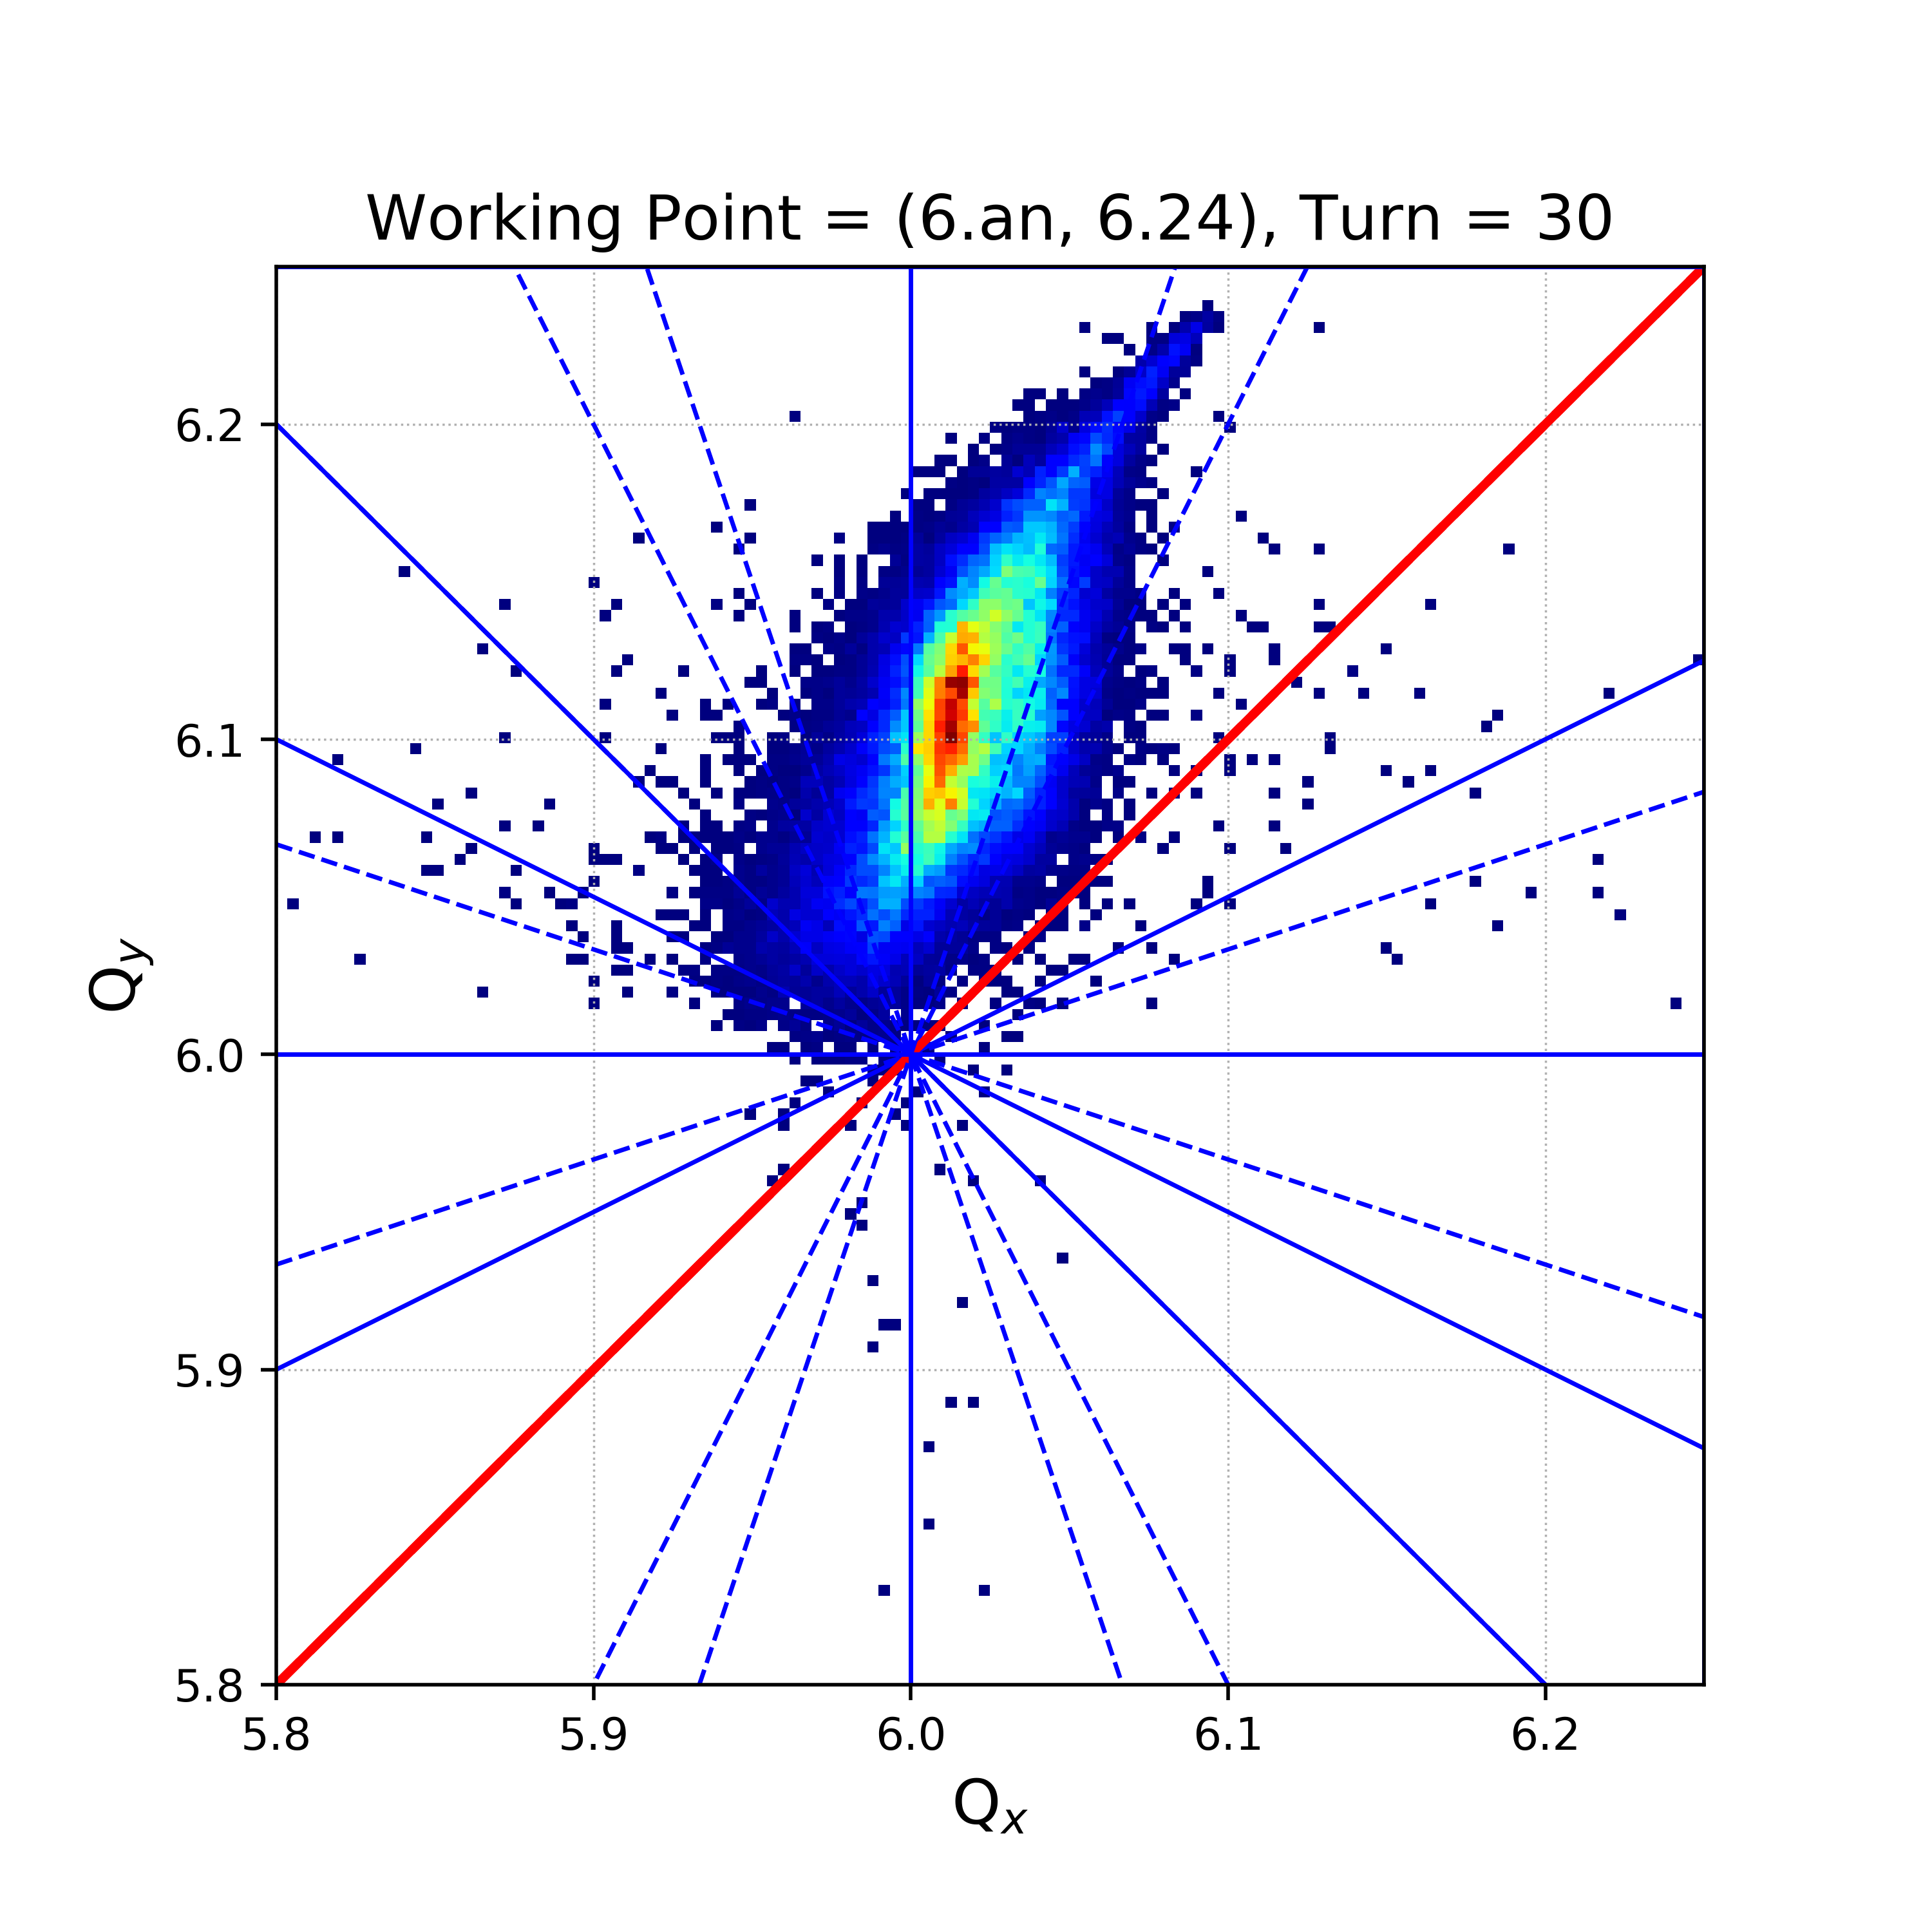 Working Point = (6.an, 6.24), Turn = 30
6.2
6.1
6.0
5.9
5.8
Qy
5.8 5.9 6.0 6.1 6.2
Qx